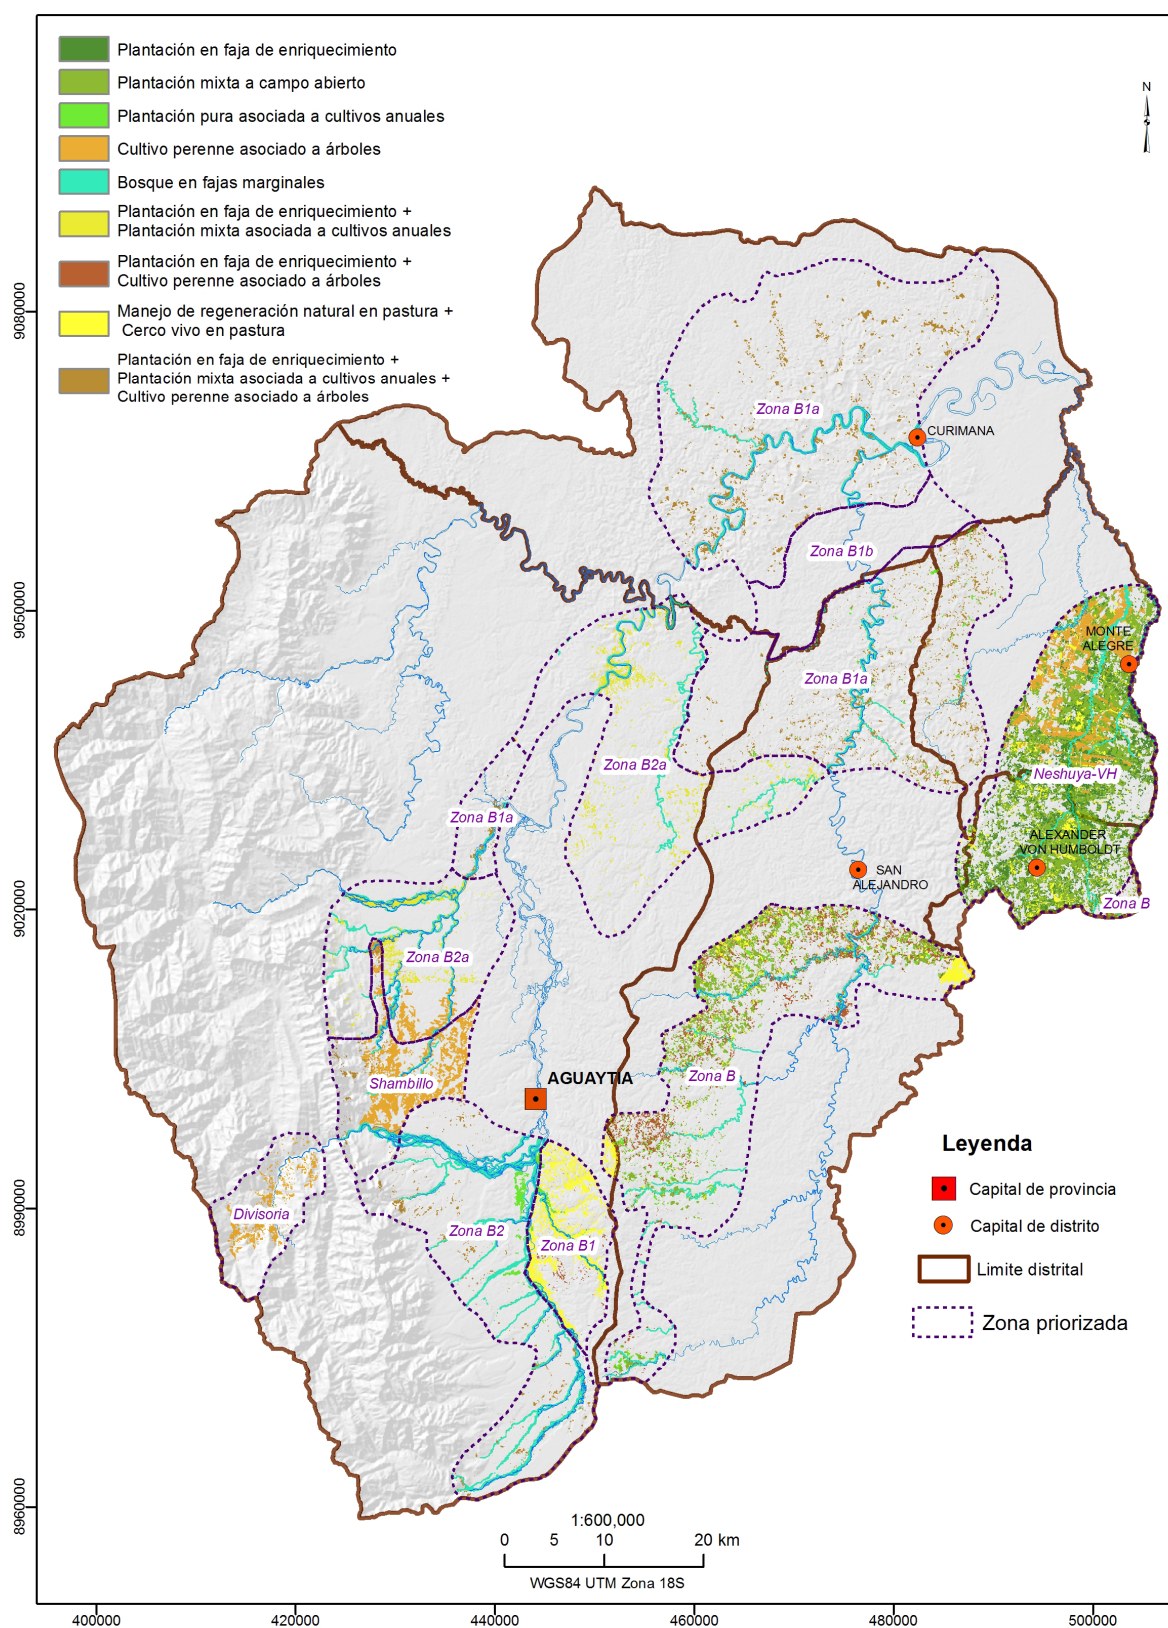 Plantación en faja de enriquecimiento
Plantación mixta a campo abierto
Plantación pura asociada a cultivos anuales
Cultivo perenne asociado a árboles
Bosque en fajas marginales
Plantación en faja de enriquecimiento +
Plantación mixta asociada a cultivos anuales
Plantación en faja de enriquecimiento +
Cultivo perenne asociado a árboles
Manejo de regeneración natural en pastura +
Cerco vivo en pastura
Plantación en faja de enriquecimiento +
Plantación mixta asociada a cultivos anuales +
Cultivo perenne asociado a árboles
N
9080000
9050000
9020000
8990000
8960000
Zona B1a
CURIMANA
Zona B1b
MONTE
ALEGRE
Zona B1a
Zona B2a
Neshuya-VH
Zona B1a
ALEXANDER
VON HUMBOLDT
SAN
ALEJANDRO
Zona B
Zona B2a
Zona B
Shambillo
AGUAYTIA
Divisoria
Zona B2
Zona B1
Leyenda
Capital de provincia
Capital de distrito
Limite distrital
Zona priorizada
1:600,000
0 5 10 20 km
WGS84 UTM Zona 18S
400000 420000 440000 460000 480000 500000